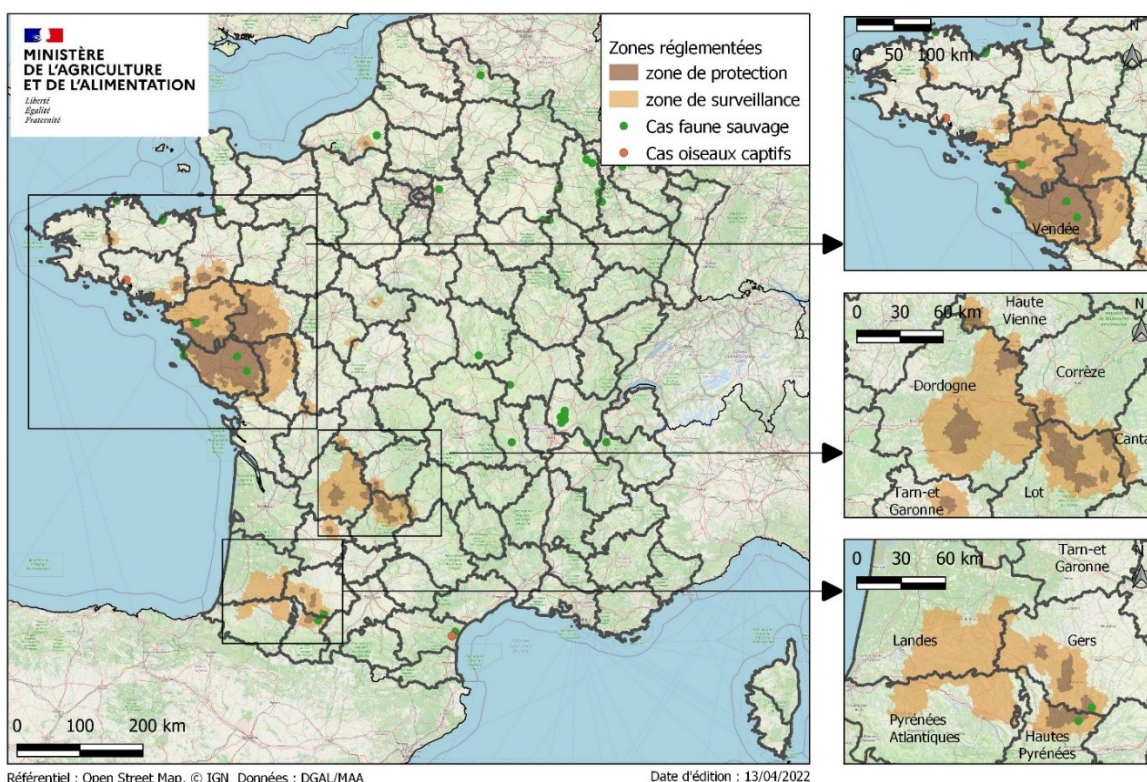 MINISTÈRE
DE L'AGRICULTURE
ET DE L'ALIMENTATION
Liberté
Égalité
Fraternité
Zones réglementées
zone de protection
zone de surveillance
Cas faune sauvage
Cas oiseaux captifs
0 100 200 km
Référentiel : Open Street Map, © IGN Données : DGAL/MAA
Date d'édition : 13/04/2022
0 50 100 km
N
Vendée
0 30 60 km
N
Haute
Vienne
Dordogne
Corrèze
Canta
Lot
Tarn-et
Garonne
0 30 60 km
Tarn-et
Garonne
Landes
Gers
Pyrénées
Atlantiques
Hautes
Pyrénées